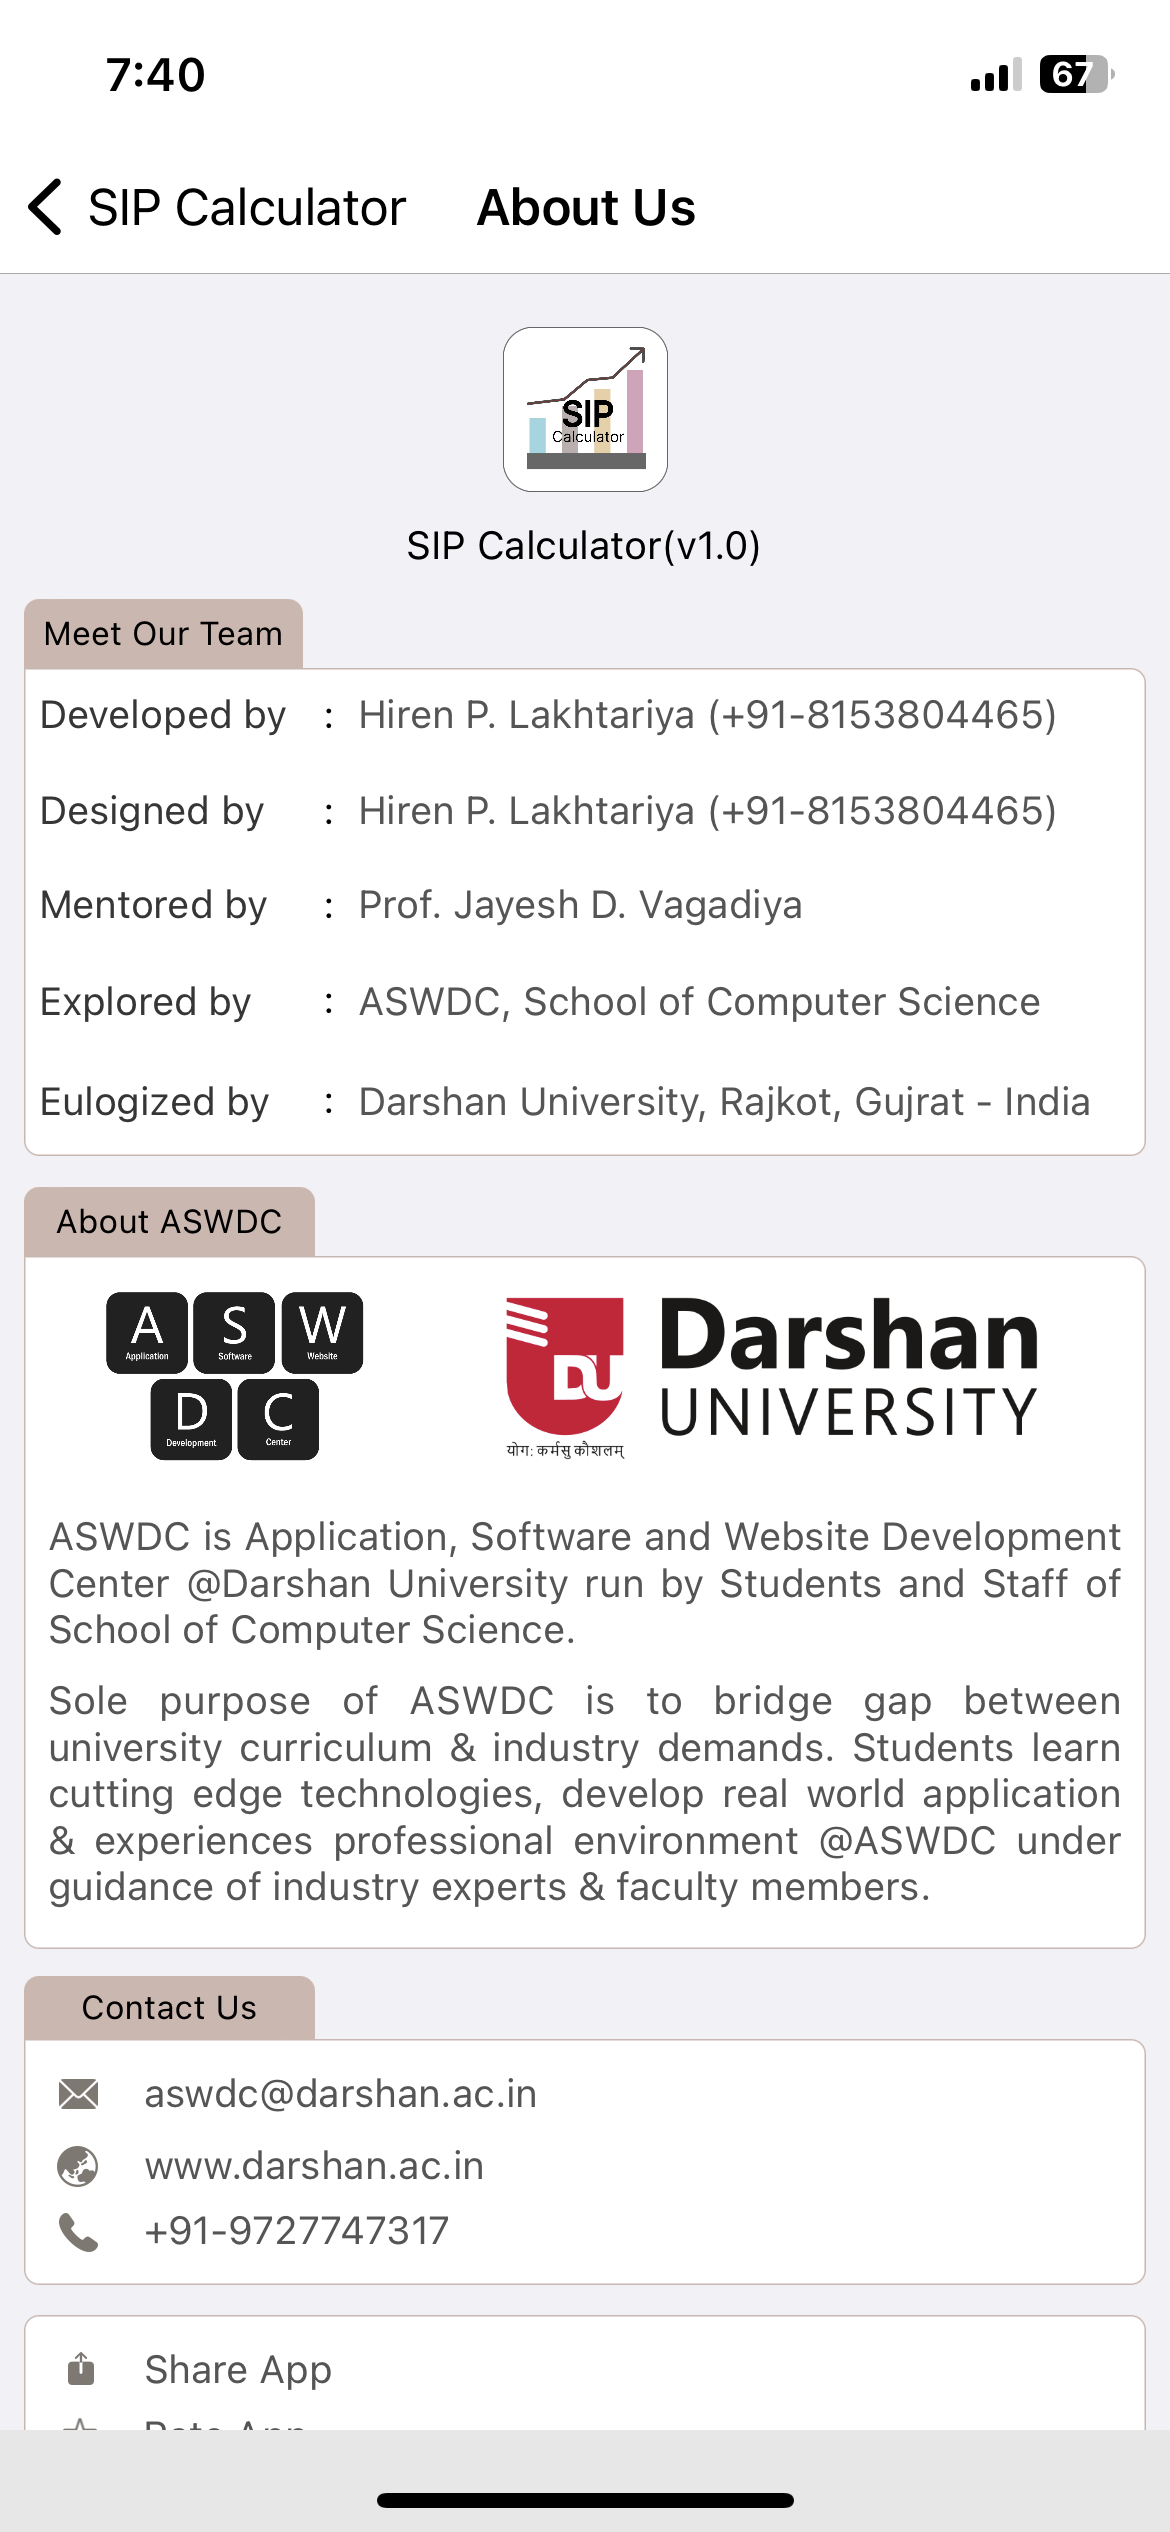 7:40
67
SIP Calculator
About Us
SIP
Calculator
SIP Calculator(v1.0)
Meet Our Team
Developed by : Hiren P. Lakhtariya (+91-8153804465)
Designed by : Hiren P. Lakhtariya (+91-8153804465)
Mentored by : Prof. Jayesh D. Vagadiya
Explored by : ASWDC, School of Computer Science
Eulogized by : Darshan University, Rajkot, Gujrat - India
About ASWDC
A S W
Application Software Website
D C
Development Center
DU
Darshan
UNIVERSITY
योग: कर्मसु कौशलम्
ASWDC is Application, Software and Website Development
Center @Darshan University run by Students and Staff of
School of Computer Science.
Sole purpose of ASWDC is to bridge gap between
university curriculum & industry demands. Students learn
cutting edge technologies, develop real world application
& experiences professional environment @ASWDC under
guidance of industry experts & faculty members.
Contact Us
aswdc@darshan.ac.in
www.darshan.ac.in
+91-9727747317
Share App
Rate App